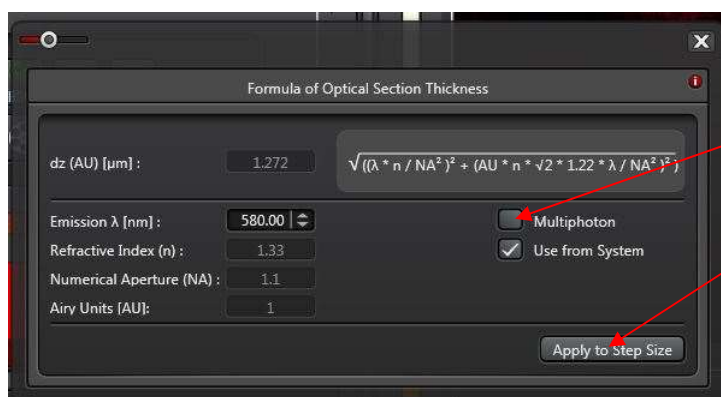 Formula of Optical Section Thickness
dz (AU) [µm] : 1.272 √((λ * n / NA² )² + (AU * n * √2 * 1.22 * λ / NA² )² )
Emission λ [nm] : 580.00 Multiphoton
Refractive Index (n) : 1.33 Use from System
Numerical Aperture (NA) : 1.1
Airy Units [AU]: 1
Apply to Step Size